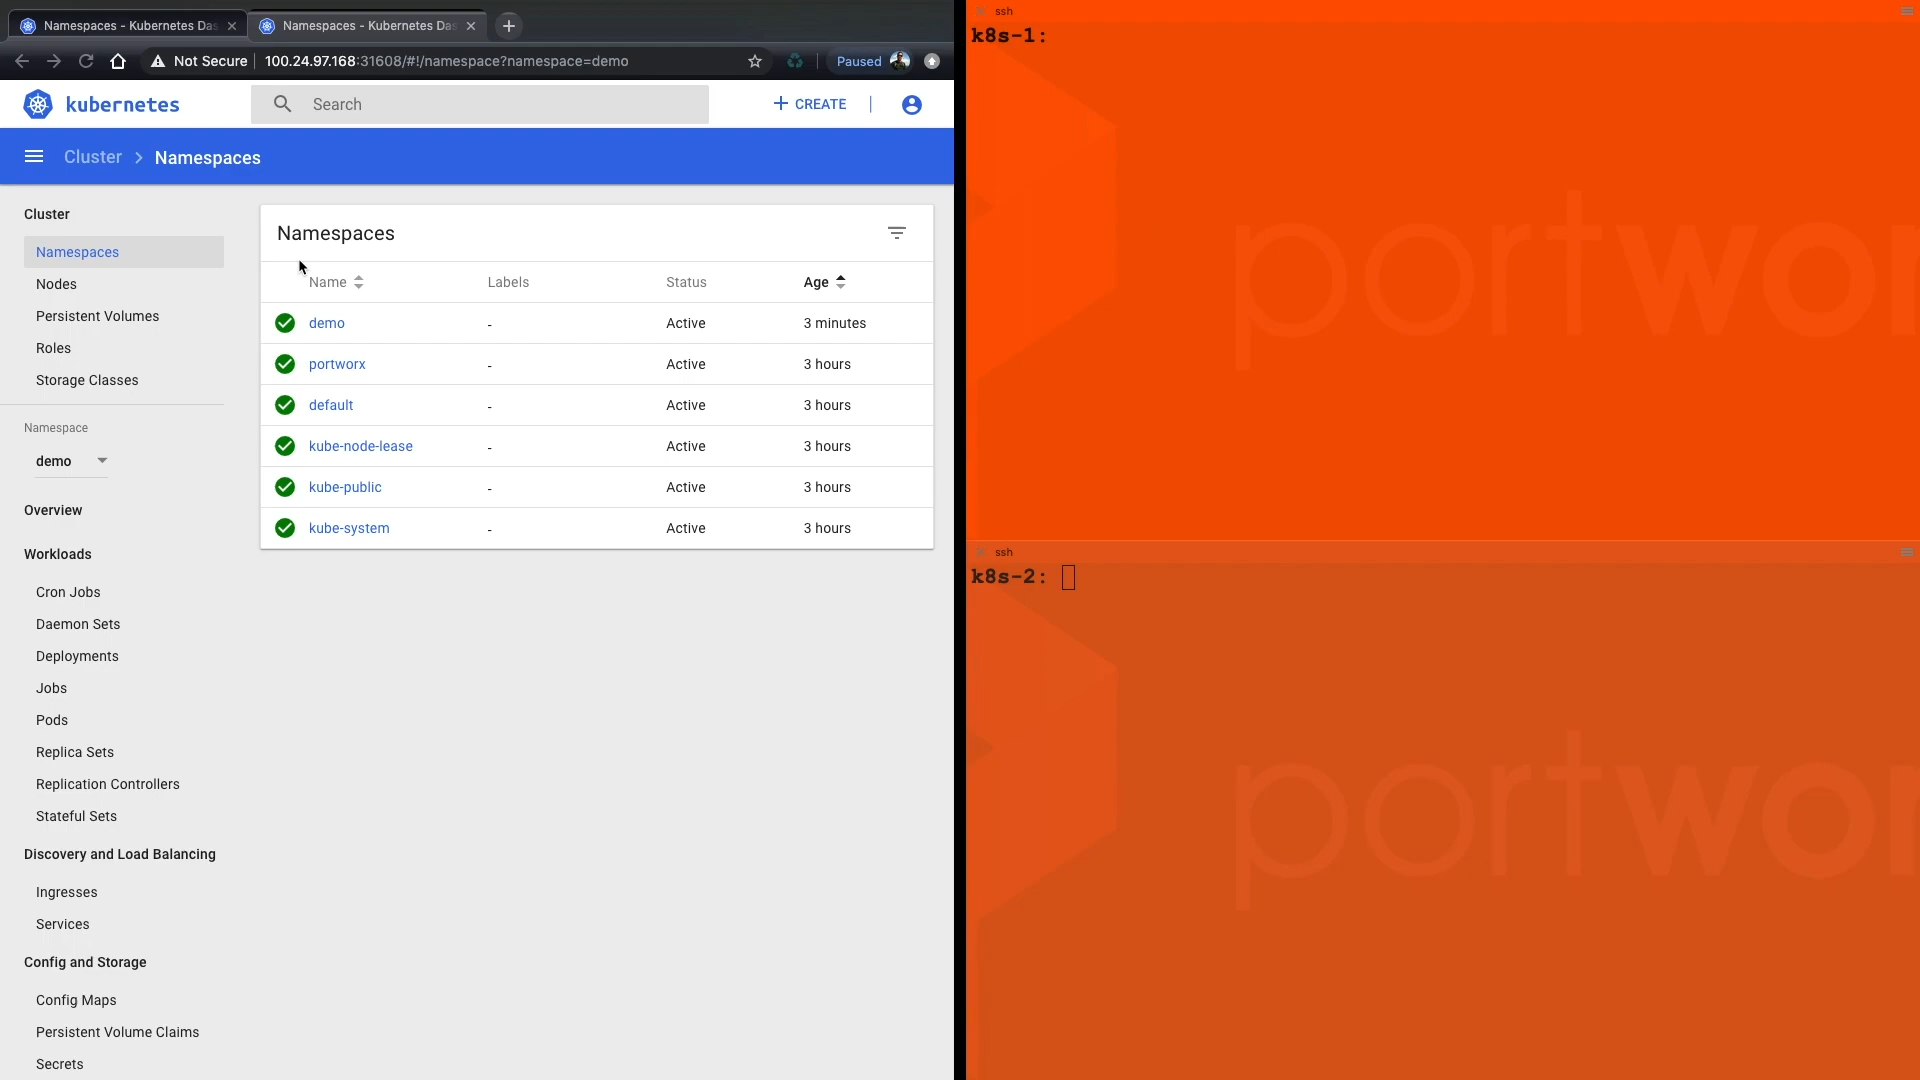 Namespaces - Kubernetes Das
Namespaces - Kubernetes Das
Not Secure
100.24.97.168:31608/#!/namespace?namespace=demo
Paused
kubernetes
Search
CREATE
Cluster
Namespaces
Cluster
Namespaces
Nodes
Persistent Volumes
Roles
Storage Classes
Namespace
demo
Overview
Workloads
Cron Jobs
Daemon Sets
Deployments
Jobs
Pods
Replica Sets
Replication Controllers
Stateful Sets
Discovery and Load Balancing
Ingresses
Services
Config and Storage
Config Maps
Persistent Volume Claims
Secrets
Namespaces
Name Labels Status Age
demo - Active 3 minutes
portworx - Active 3 hours
default - Active 3 hours
kube-node-lease - Active 3 hours
kube-public - Active 3 hours
kube-system - Active 3 hours
ssh
k8s-1:
portwor
ssh
k8s-2:
portwor